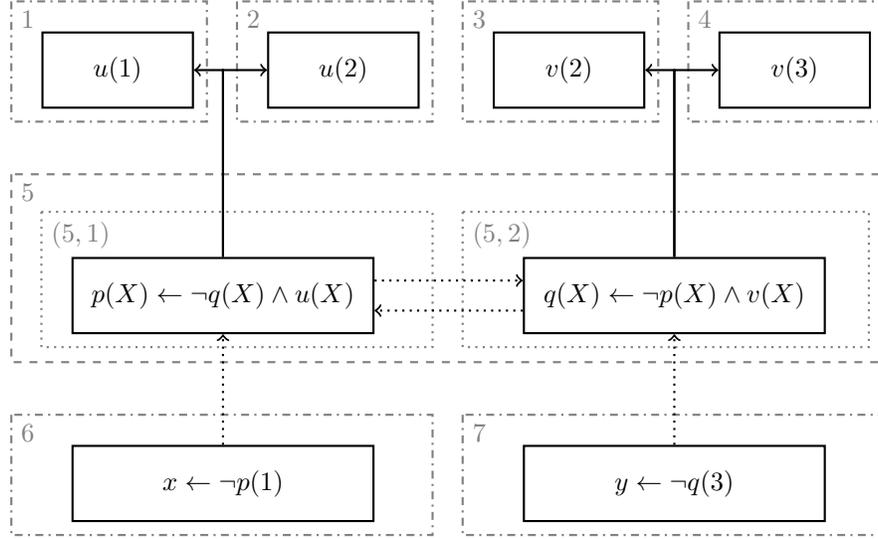 1 2 3 4
u(1) u(2) v(2) v(3)
5
(5, 1) (5, 2)
p(X) ← ¬q(X) ∧ u(X) q(X) ← ¬p(X) ∧ v(X)
6 7
x ← ¬p(1) y ← ¬q(3)